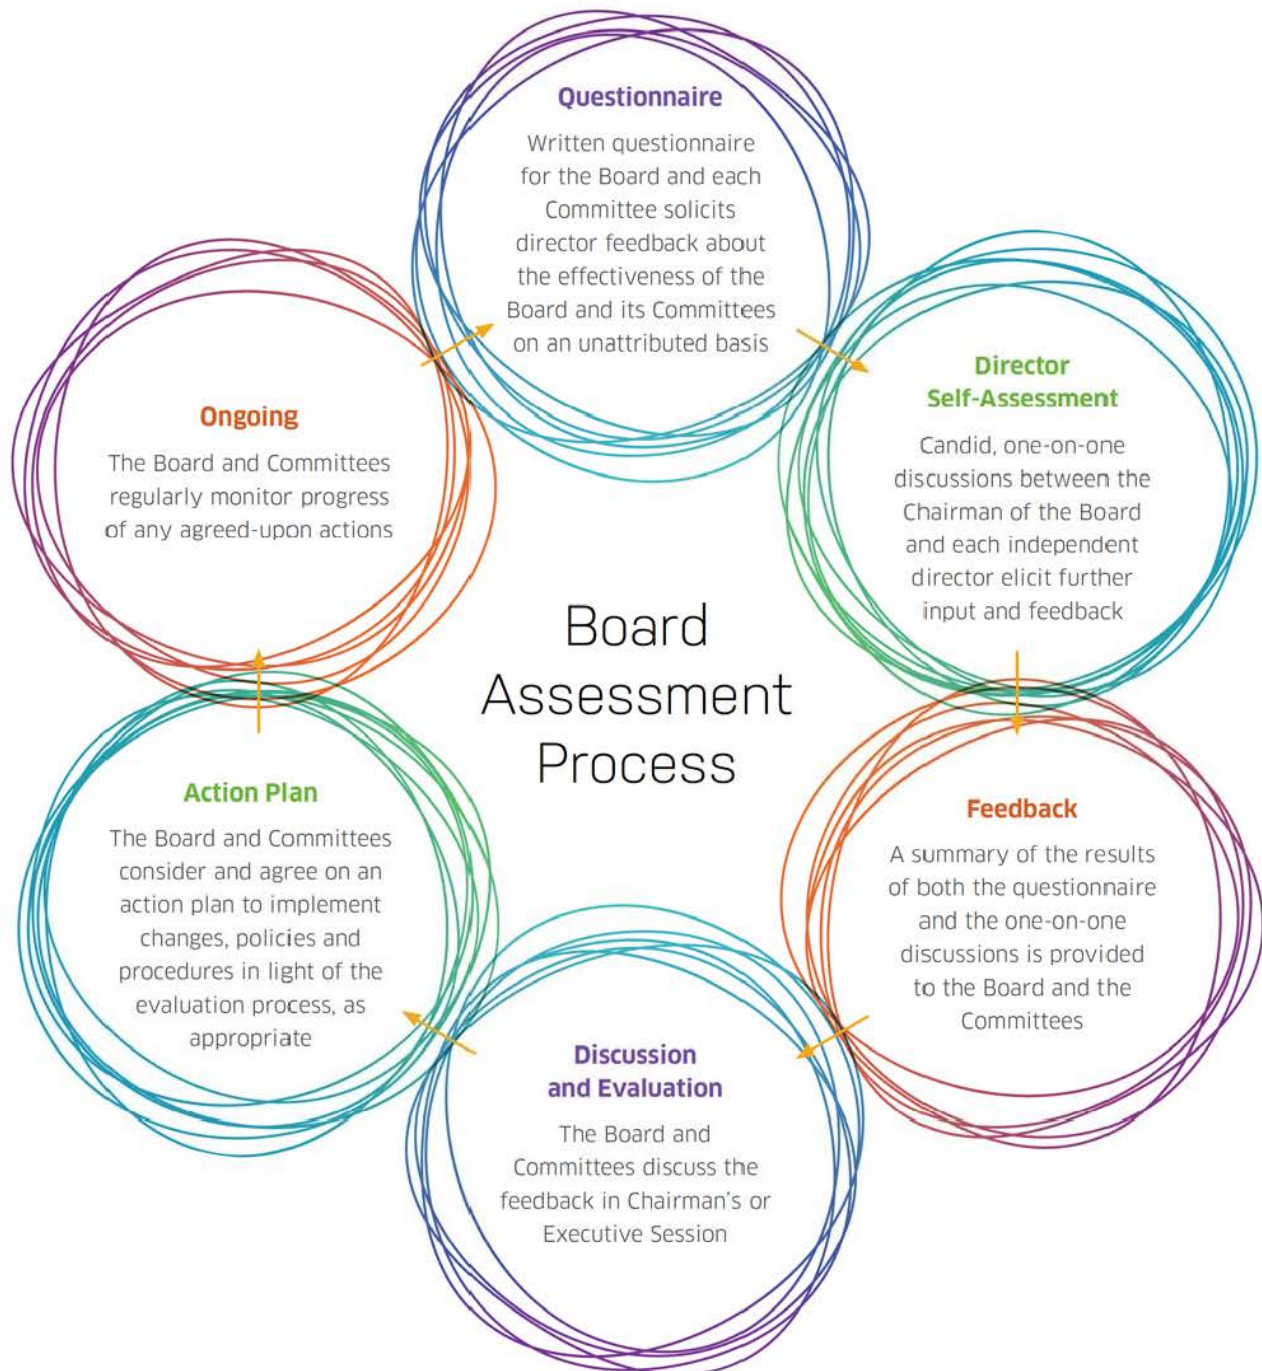 Questionnaire
Written questionnaire
for the Board and each
Committee solicits
director feedback about
the effectiveness of the
Board and its Committees
on an unattributed basis
Director
Self-Assessment
Candid, one-on-one
discussions between the
Chairman of the Board
and each independent
director elicit further
input and feedback
Feedback
A summary of the results
of both the questionnaire
and the one-on-one
discussions is provided
to the Board and the
Committees
Discussion
and Evaluation
The Board and
Committees discuss the
feedback in Chairman's or
Executive Session
Action Plan
The Board and Committees
consider and agree on an
action plan to implement
changes, policies and
procedures in light of the
evaluation process, as
appropriate
Ongoing
The Board and Committees
regularly monitor progress
of any agreed-upon actions
Board
Assessment
Process